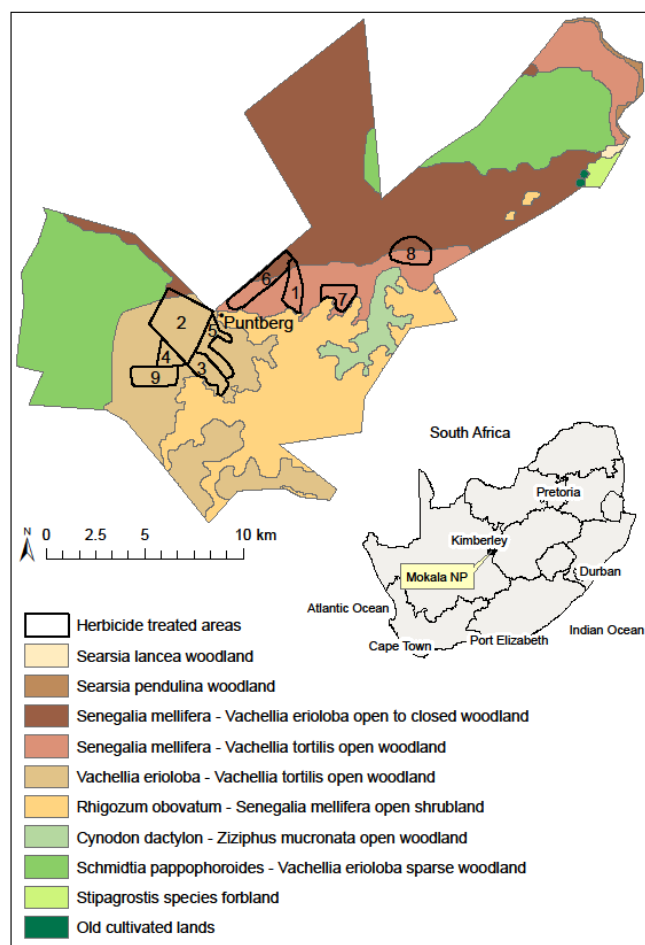 6
8
1
7
2
5
Puntberg
4
3
9
South Africa
Pretoria
Kimberley
Mokala NP
Durban
Atlantic Ocean
Indian Ocean
Port Elizabeth
Cape Town
N
0 2.5 5 10 km
Herbicide treated areas
Searsia lancea woodland
Searsia pendulina woodland
Senegalia mellifera - Vachellia erioloba open to closed woodland
Senegalia mellifera - Vachellia tortilis open woodland
Vachellia erioloba - Vachellia tortilis open woodland
Rhigozum obovatum - Senegalia mellifera open shrubland
Cynodon dactylon - Ziziphus mucronata open woodland
Schmidtia pappophoroides - Vachellia erioloba sparse woodland
Stipagrostis species forbland
Old cultivated lands